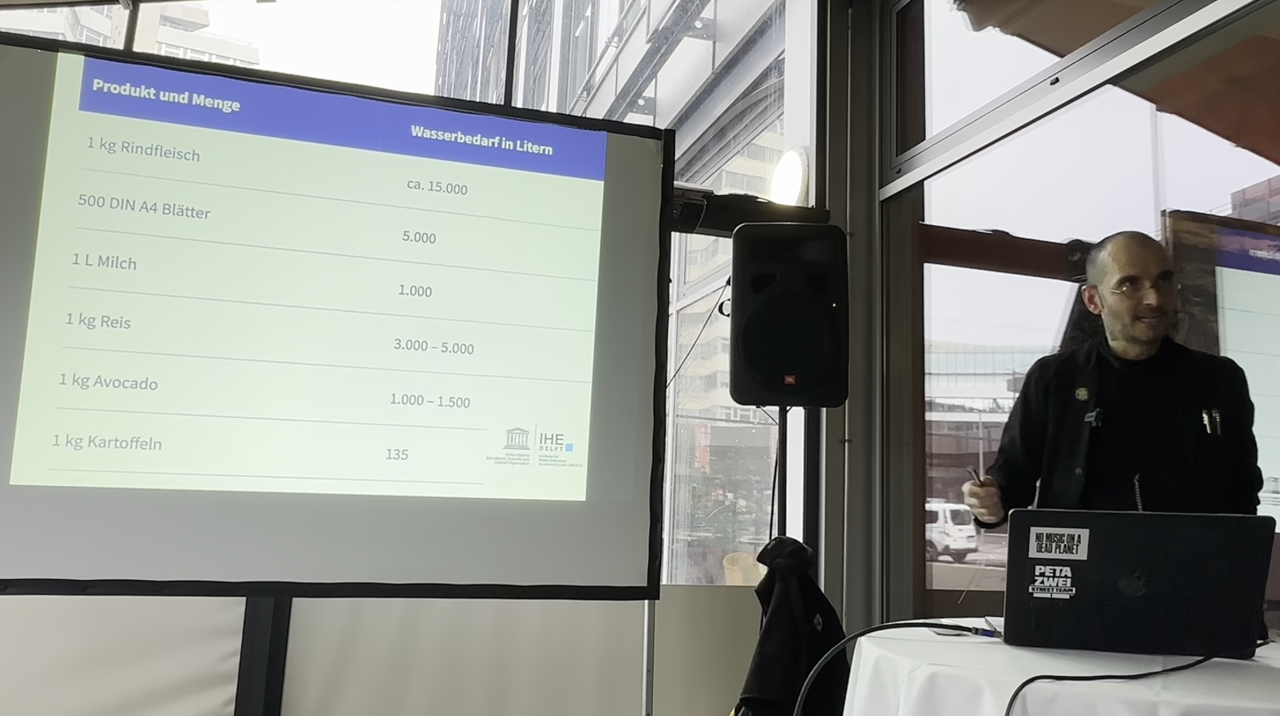 Produkt und Menge
Wasserbedarf in Litern
1 kg Rindfleisch
ca. 15.000
500 DIN A4 Blätter
5.000
1 L Milch
1.000
1 kg Reis
3.000 – 5.000
1 kg Avocado
1.000 – 1.500
1 kg Kartoffeln
135
IHE
DELFT
JBL
NO MUSIC ON A
DEAD PLANET
PETA
ZWEI
STREET TEAM